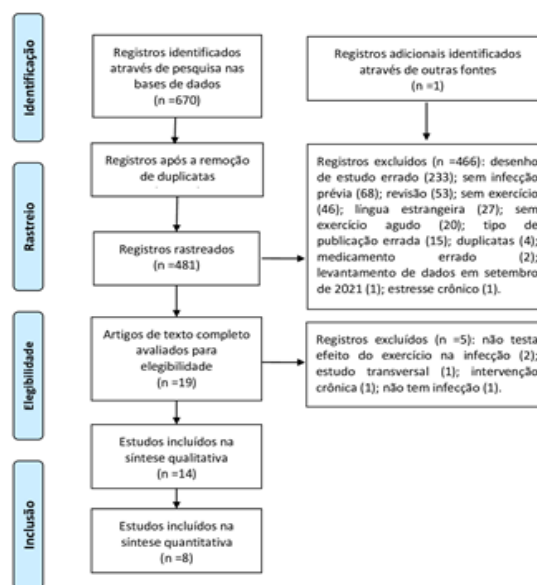 Identificação
Registros identificados
através de pesquisa nas
bases de dados
(n =670)
Registros adicionais identificados
através de outras fontes
(n =1)
Rastreio
Registros após a remoção
de duplicatas
Registros rastreados
(n =481)
Registros excluídos (n =466): desenho
de estudo errado (233); sem infecção
prévia (68); revisão (53); sem exercício
(46); língua estrangeira (27); sem
exercício agudo (20); tipo de
publicação errada (15); duplicatas (4);
medicamento errado (2);
levantamento de dados em setembro
de 2021 (1); estresse crônico (1).
Elegibilidade
Artigos de texto completo
avaliados para
elegibilidade
(n =19)
Registros excluídos (n =5): não testa
efeito do exercício na infecção (2);
estudo transversal (1); intervenção
crônica (1); não tem infecção (1).
Estudos incluídos na
síntese qualitativa
(n =14)
Inclusão
Estudos incluídos na
síntese quantitativa
(n =8)